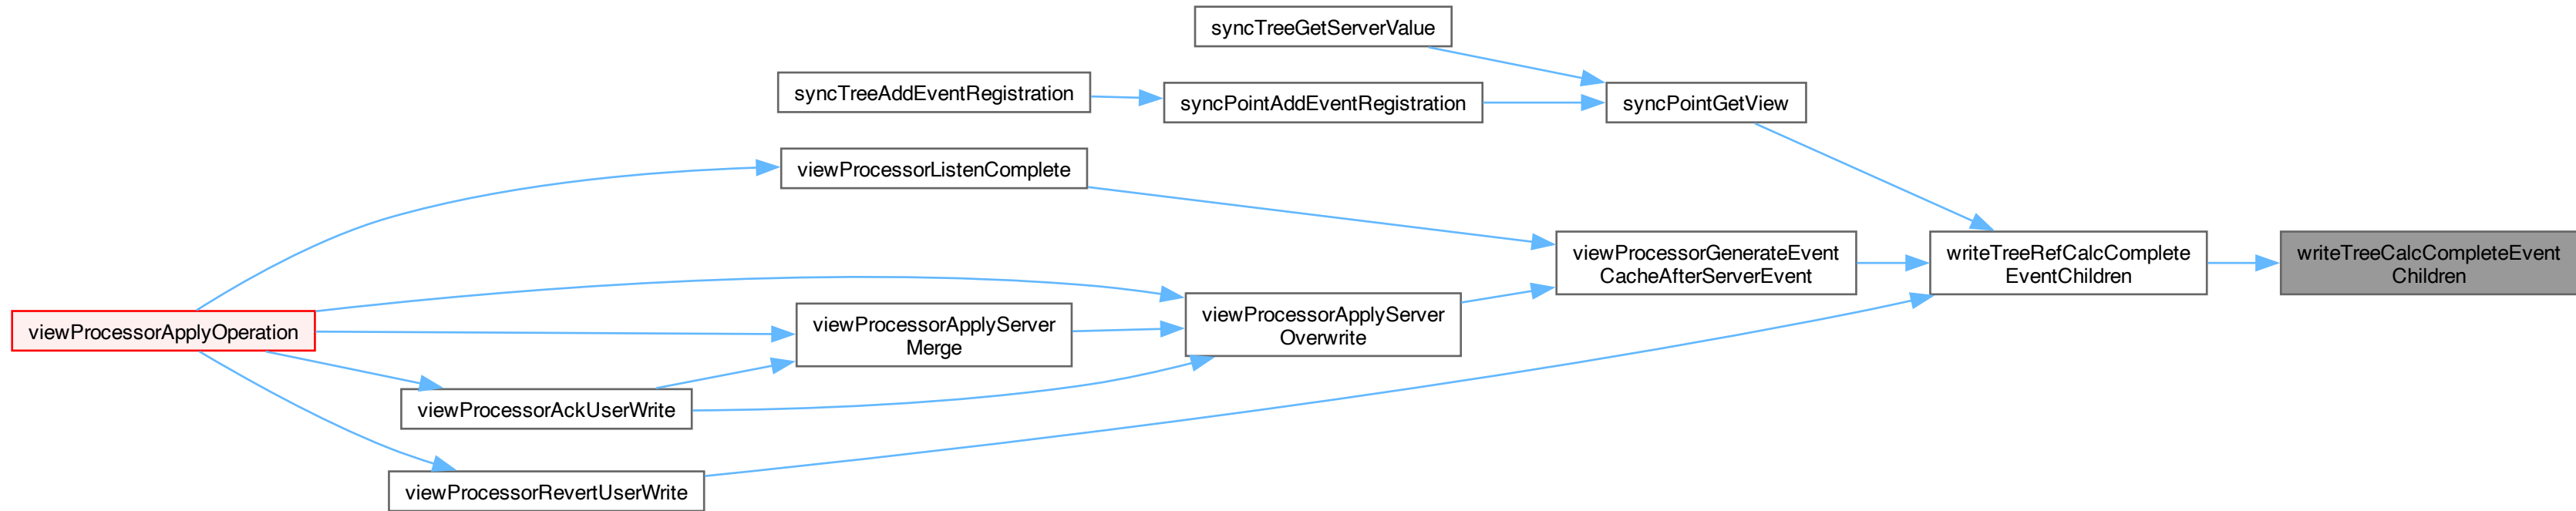 syncTreeGetServerValue
syncTreeAddEventRegistration
syncPointAddEventRegistration
syncPointGetView
viewProcessorListenComplete
viewProcessorGenerateEvent
CacheAfterServerEvent
writeTreeRefCalcComplete
EventChildren
writeTreeCalcCompleteEvent
Children
viewProcessorApplyOperation
viewProcessorApplyServer
Merge
viewProcessorApplyServer
Overwrite
viewProcessorAckUserWrite
viewProcessorRevertUserWrite